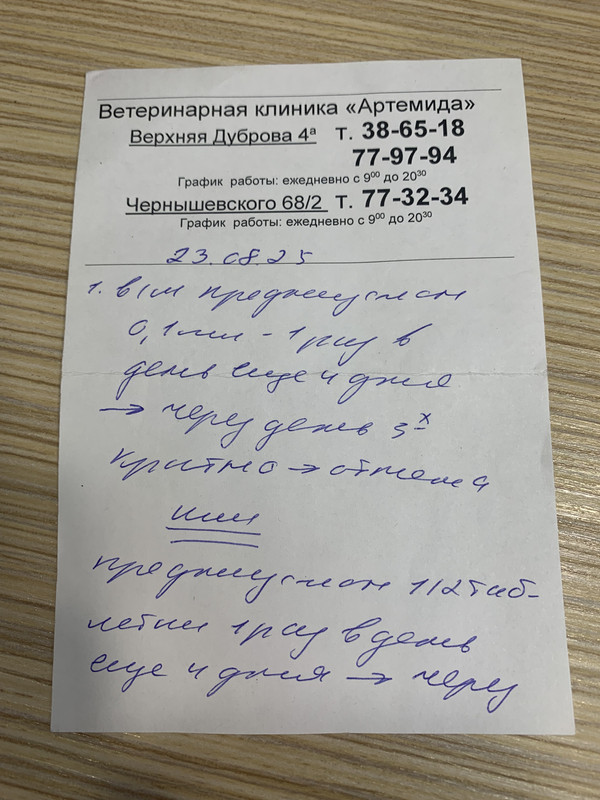 Ветеринарная клиника «Артемида»
Верхняя Дуброва 4а т. 38-65-18
77-97-94
График работы: ежедневно с 9⁰⁰ до 20³⁰
Чернышевского 68/2 т. 77-32-34
График работы: ежедневно с 9⁰⁰ до 20³⁰
23.08.25
1. в/м преднизолон
0,1 мл - 1 раз в
день еще 4 дня
→ через день 3х
кратно → отмена
или
преднизолон 1/2 таб-
летки 1 раз в день
еще 4 дня → через